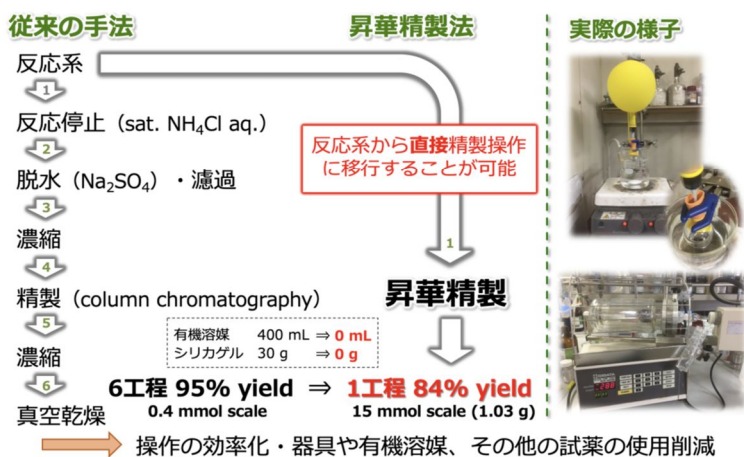 従来の手法
昇華精製法
実際の様子
反応系
1
反応停止（sat. NH₄Cl aq.）
2
脱水（Na₂SO₄）・濾過
3
濃縮
4
精製（column chromatography）
5
濃縮
6
真空乾燥
反応系から直接精製操作
に移行することが可能
1
昇華精製
有機溶媒 400 mL ⇒ 0 mL
シリカゲル 30 g ⇒ 0 g
6工程 95% yield ⇒ 1工程 84% yield
0.4 mmol scale
15 mmol scale (1.03 g)
操作の効率化・器具や有機溶媒、その他の試薬の使用削減